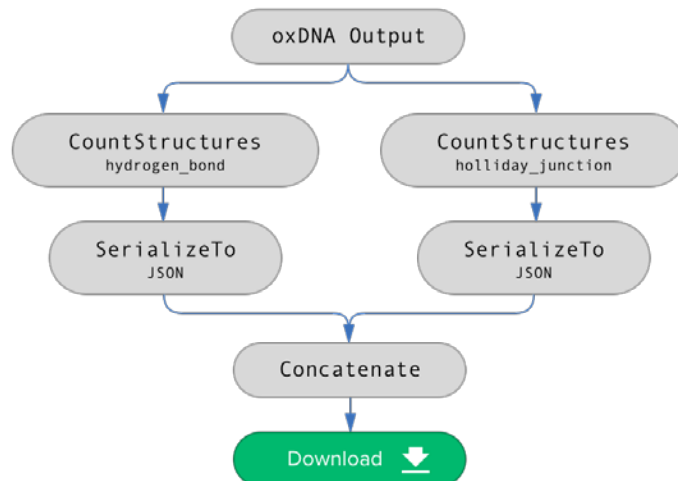 oxDNA Output
CountStructures
hydrogen_bond
CountStructures
holliday_junction
SerializeTo
JSON
SerializeTo
JSON
Concatenate
Download